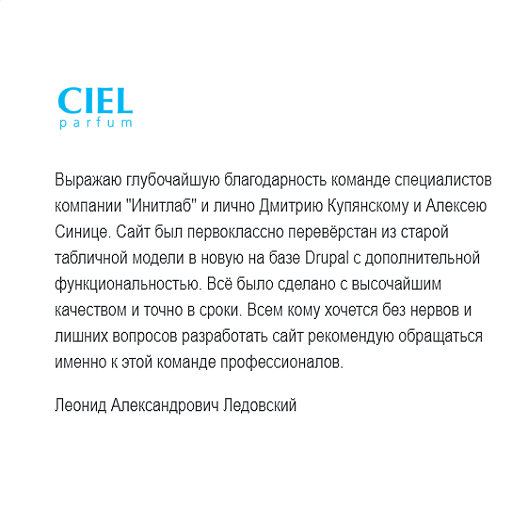 CIEL
parfum
Выражаю глубочайшую благодарность команде специалистов
компании "Инитлаб" и лично Дмитрию Купянскому и Алексею
Синице. Сайт был первоклассно перевёрстан из старой
табличной модели в новую на базе Drupal с дополнительной
функциональностью. Всё было сделано с высочайшим
качеством и точно в сроки. Всем кому хочется без нервов и
лишних вопросов разработать сайт рекомендую обращаться
именно к этой команде профессионалов.
Леонид Александрович Ледовский